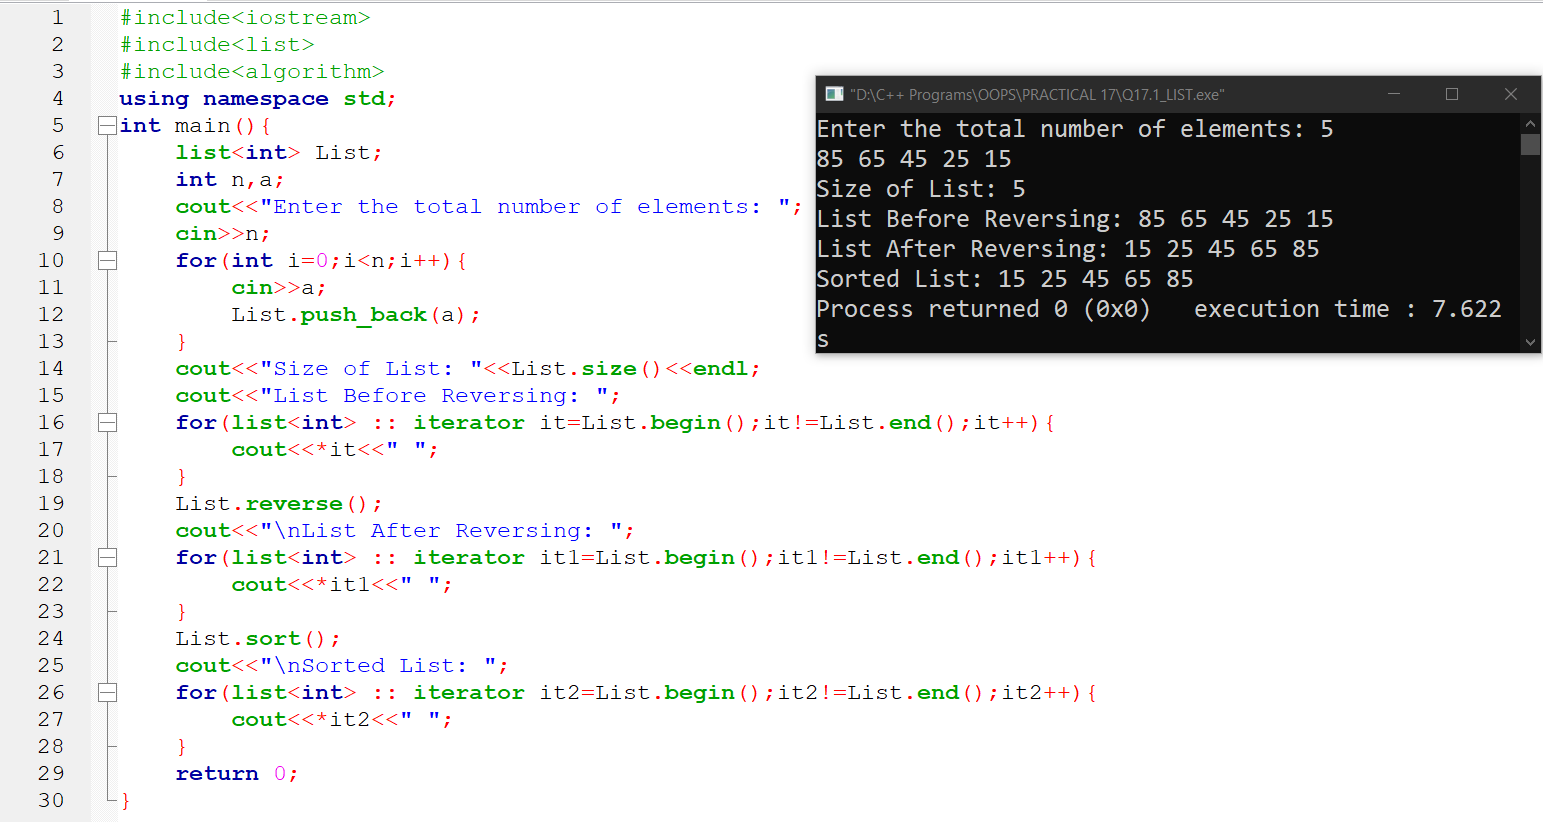 1 #include<iostream>
2 #include<list>
3 #include<algorithm>
4 using namespace std;
5 int main(){
6     list<int> List;
7     int n,a;
8     cout<<"Enter the total number of elements: ";
9     cin>>n;
10     for(int i=0;i<n;i++){
11         cin>>a;
12         List.push_back(a);
13     }
14     cout<<"Size of List: "<<List.size()<<endl;
15     cout<<"List Before Reversing: ";
16     for(list<int> :: iterator it=List.begin();it!=List.end();it++){
17         cout<<*it<<" ";
18     }
19     List.reverse();
20     cout<<"\nList After Reversing: ";
21     for(list<int> :: iterator it1=List.begin();it1!=List.end();it1++){
22         cout<<*it1<<" ";
23     }
24     List.sort();
25     cout<<"\nSorted List: ";
26     for(list<int> :: iterator it2=List.begin();it2!=List.end();it2++){
27         cout<<*it2<<" ";
28     }
29     return 0;
30 }
"D:\C++ Programs\OOPS\PRACTICAL 17\Q17.1_LIST.exe"
Enter the total number of elements: 5
85 65 45 25 15
Size of List: 5
List Before Reversing: 85 65 45 25 15
List After Reversing: 15 25 45 65 85
Sorted List: 15 25 45 65 85
Process returned 0 (0x0)   execution time : 7.622
s